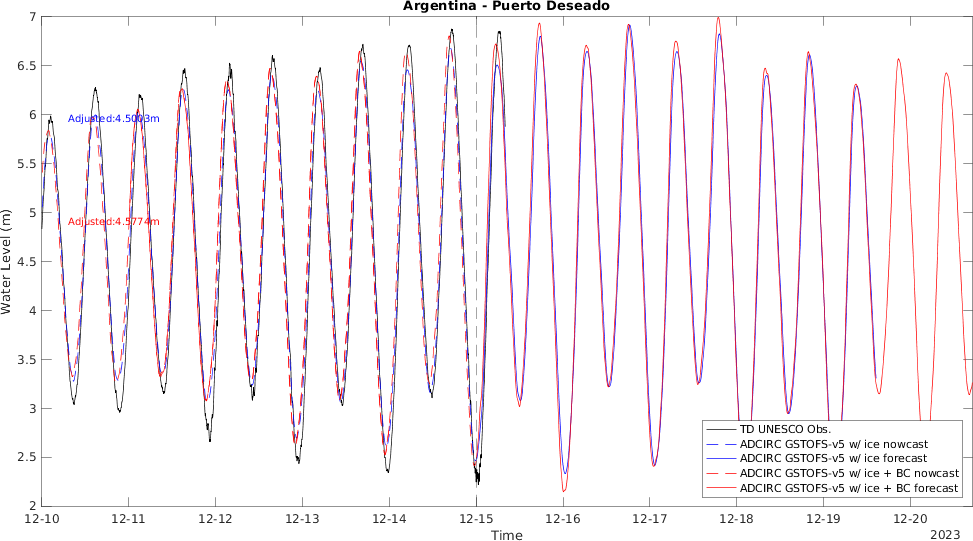 Argentina - Puerto Deseado
7
6.5
6
5.5
5
4.5
4
3.5
3
2.5
2
Water Level (m)
Adjusted:4.5003m
Adjusted:4.5774m
TD UNESCO Obs.
ADCIRC GSTOFS-v5 w/ ice nowcast
ADCIRC GSTOFS-v5 w/ ice forecast
ADCIRC GSTOFS-v5 w/ ice + BC nowcast
ADCIRC GSTOFS-v5 w/ ice + BC forecast
12-10 12-11 12-12 12-13 12-14 12-15 12-16 12-17 12-18 12-19 12-20
Time
2023